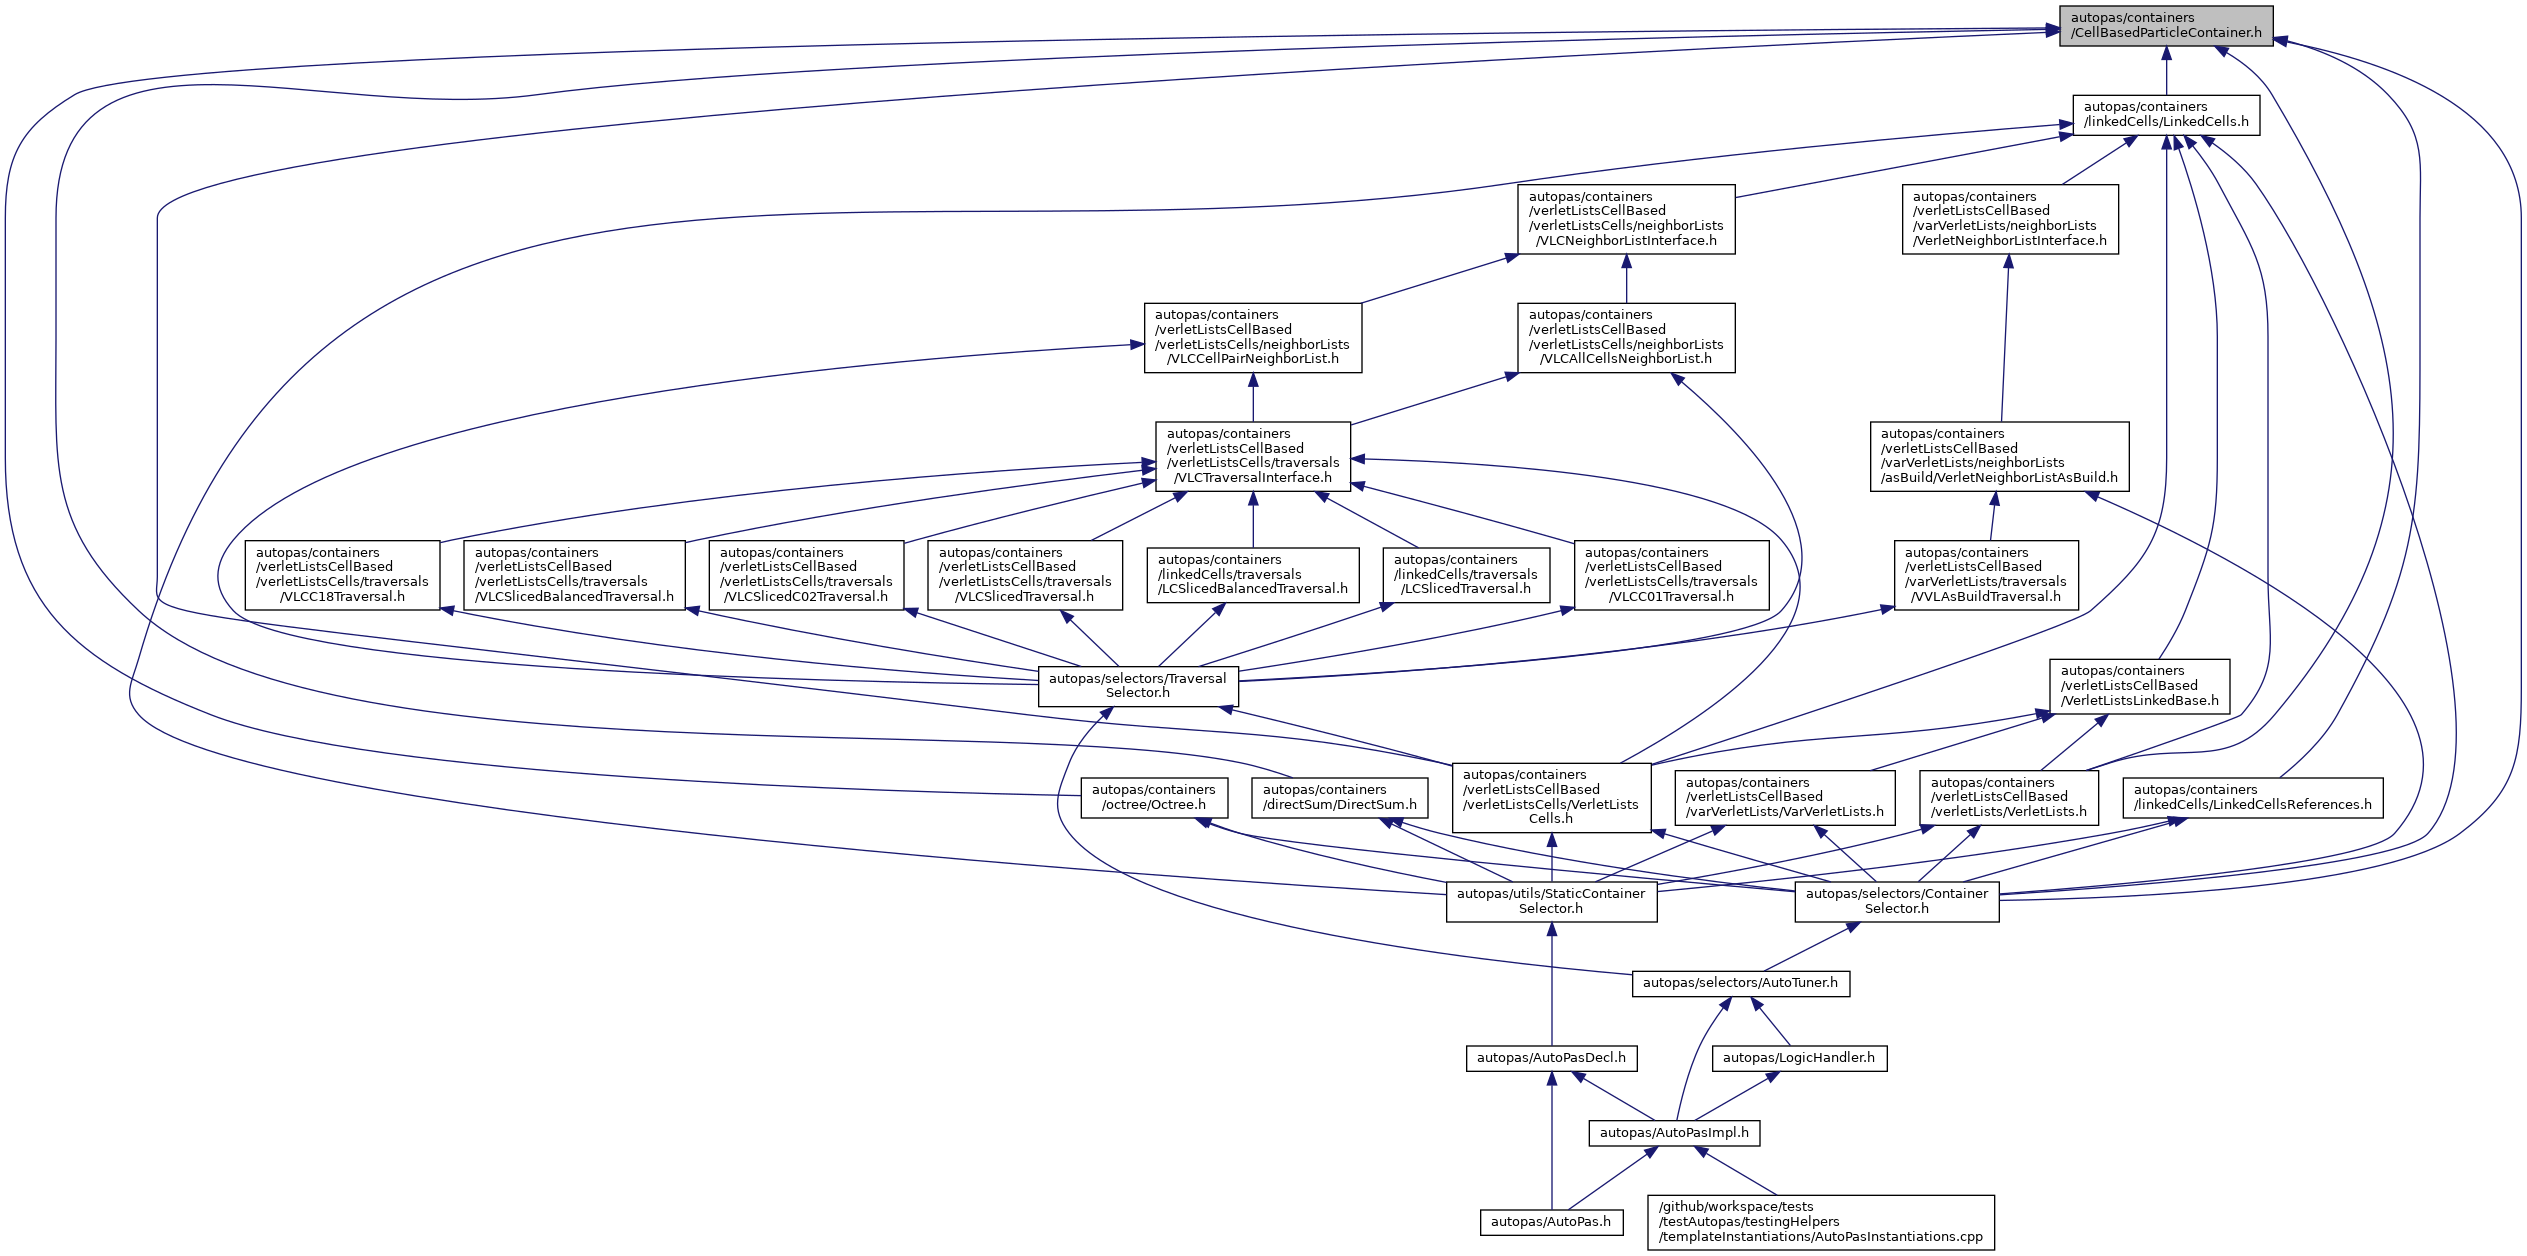 autopas/containers
/CellBasedParticleContainer.h
autopas/containers
/linkedCells/LinkedCells.h
autopas/containers
/verletListsCellBased
/verletListsCells/neighborLists
/VLCNeighborListInterface.h
autopas/containers
/verletListsCellBased
/varVerletLists/neighborLists
/VerletNeighborListInterface.h
autopas/containers
/verletListsCellBased
/verletListsCells/neighborLists
/VLCCellPairNeighborList.h
autopas/containers
/verletListsCellBased
/verletListsCells/neighborLists
/VLCAllCellsNeighborList.h
autopas/containers
/verletListsCellBased
/verletListsCells/traversals
/VLCTraversalInterface.h
autopas/containers
/verletListsCellBased
/varVerletLists/neighborLists
/asBuild/VerletNeighborListAsBuild.h
autopas/containers
/verletListsCellBased
/verletListsCells/traversals
/VLCC18Traversal.h
autopas/containers
/verletListsCellBased
/verletListsCells/traversals
/VLCSlicedBalancedTraversal.h
autopas/containers
/verletListsCellBased
/verletListsCells/traversals
/VLCSlicedC02Traversal.h
autopas/containers
/verletListsCellBased
/verletListsCells/traversals
/VLCSlicedTraversal.h
autopas/containers
/linkedCells/traversals
/LCSlicedBalancedTraversal.h
autopas/containers
/linkedCells/traversals
/LCSlicedTraversal.h
autopas/containers
/verletListsCellBased
/verletListsCells/traversals
/VLCC01Traversal.h
autopas/containers
/verletListsCellBased
/varVerletLists/traversals
/VVLAsBuildTraversal.h
autopas/selectors/Traversal
Selector.h
autopas/containers
/verletListsCellBased
/VerletListsLinkedBase.h
autopas/containers
/octree/Octree.h
autopas/containers
/directSum/DirectSum.h
autopas/containers
/verletListsCellBased
/verletListsCells/VerletLists
Cells.h
autopas/containers
/verletListsCellBased
/varVerletLists/VarVerletLists.h
autopas/containers
/verletListsCellBased
/verletLists/VerletLists.h
autopas/containers
/linkedCells/LinkedCellsReferences.h
autopas/utils/StaticContainer
Selector.h
autopas/selectors/Container
Selector.h
autopas/selectors/AutoTuner.h
autopas/AutoPasDecl.h
autopas/LogicHandler.h
autopas/AutoPasImpl.h
autopas/AutoPas.h
/github/workspace/tests
/testAutopas/testingHelpers
/templateInstantiations/AutoPasInstantiations.cpp